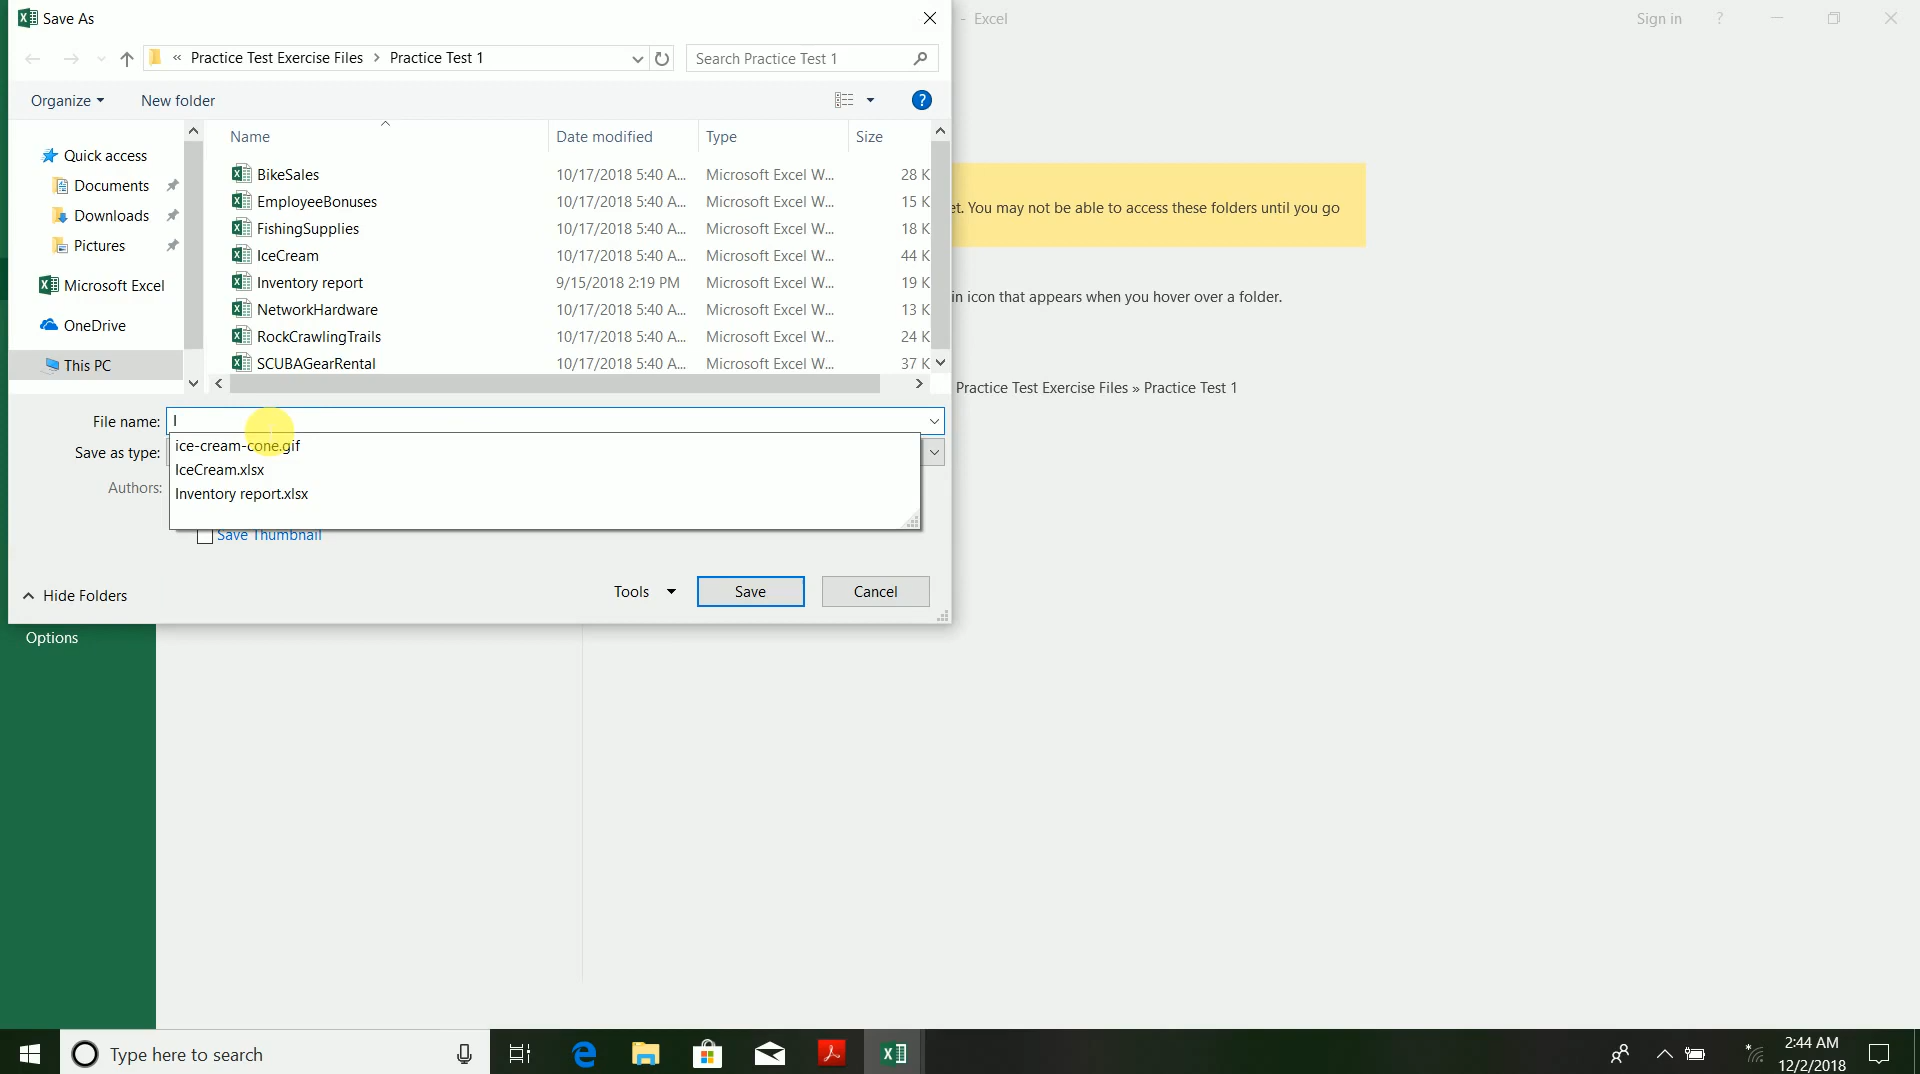 Save As
- Excel
Sign in
?
« Practice Test Exercise Files > Practice Test 1
Search Practice Test 1
Organize
New folder
?
Name
Date modified
Type
Size
Quick access
Documents
Downloads
Pictures
Microsoft Excel
OneDrive
This PC
BikeSales 10/17/2018 5:40 A... Microsoft Excel W... 28 K
EmployeeBonuses 10/17/2018 5:40 A... Microsoft Excel W... 15 K
FishingSupplies 10/17/2018 5:40 A... Microsoft Excel W... 18 K
IceCream 10/17/2018 5:40 A... Microsoft Excel W... 44 K
Inventory report 9/15/2018 2:19 PM Microsoft Excel W... 19 K
NetworkHardware 10/17/2018 5:40 A... Microsoft Excel W... 13 K
RockCrawlingTrails 10/17/2018 5:40 A... Microsoft Excel W... 24 K
SCUBAGearRental 10/17/2018 5:40 A... Microsoft Excel W... 37 K
et. You may not be able to access these folders until you go
in icon that appears when you hover over a folder.
Practice Test Exercise Files » Practice Test 1
File name: I
Save as type:
Authors:
ice-cream-cone.gif
IceCream.xlsx
Inventory report.xlsx
Save Thumbnail
Hide Folders
Tools
Save
Cancel
Options
Type here to search
2:44 AM
12/2/2018